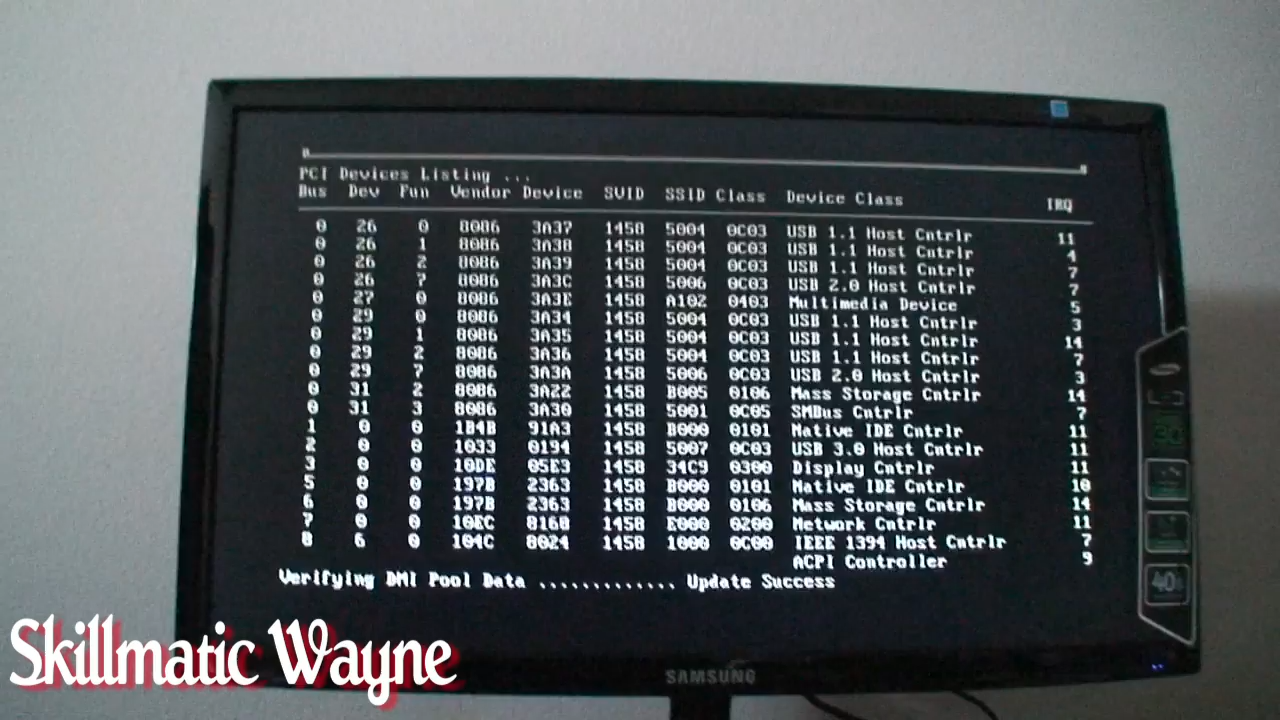 PCI Devices Listing ...
Bus Dev Fun Vendor Device SVID SSID Class Device Class IRQ
0 26 0 8086 3A37 1458 5004 0C03 USB 1.1 Host Cntrlr 11
0 26 1 8086 3A38 1458 5004 0C03 USB 1.1 Host Cntrlr 4
0 26 2 8086 3A39 1458 5004 0C03 USB 1.1 Host Cntrlr 7
0 26 7 8086 3A3C 1458 5006 0C03 USB 2.0 Host Cntrlr 7
0 27 0 8086 3A3E 1458 A102 0403 Multimedia Device 5
0 29 0 8086 3A34 1458 5004 0C03 USB 1.1 Host Cntrlr 3
0 29 1 8086 3A35 1458 5004 0C03 USB 1.1 Host Cntrlr 14
0 29 2 8086 3A36 1458 5004 0C03 USB 1.1 Host Cntrlr 7
0 29 7 8086 3A3A 1458 5006 0C03 USB 2.0 Host Cntrlr 3
0 31 2 8086 3A22 1458 B005 0106 Mass Storage Cntrlr 14
0 31 3 8086 3A30 1458 5001 0C05 SMBus Cntrlr 7
1 0 0 1B4B 91A3 1458 B000 0101 Native IDE Cntrlr 11
2 0 0 1033 0194 1458 5007 0C03 USB 3.0 Host Cntrlr 11
3 0 0 10DE 05E3 1458 34C9 0300 Display Cntrlr 11
5 0 0 197B 2363 1458 B000 0101 Native IDE Cntrlr 10
6 0 0 197B 2363 1458 B000 0106 Mass Storage Cntrlr 14
7 0 0 10EC 8168 1458 E000 0200 Network Cntrlr 11
8 6 0 104C 8024 1458 1000 0C00 IEEE 1394 Host Cntrlr 7
ACPI Controller 9
Verifying DMI Pool Data ............. Update Success
Skillmatic Wayne
SAMSUNG